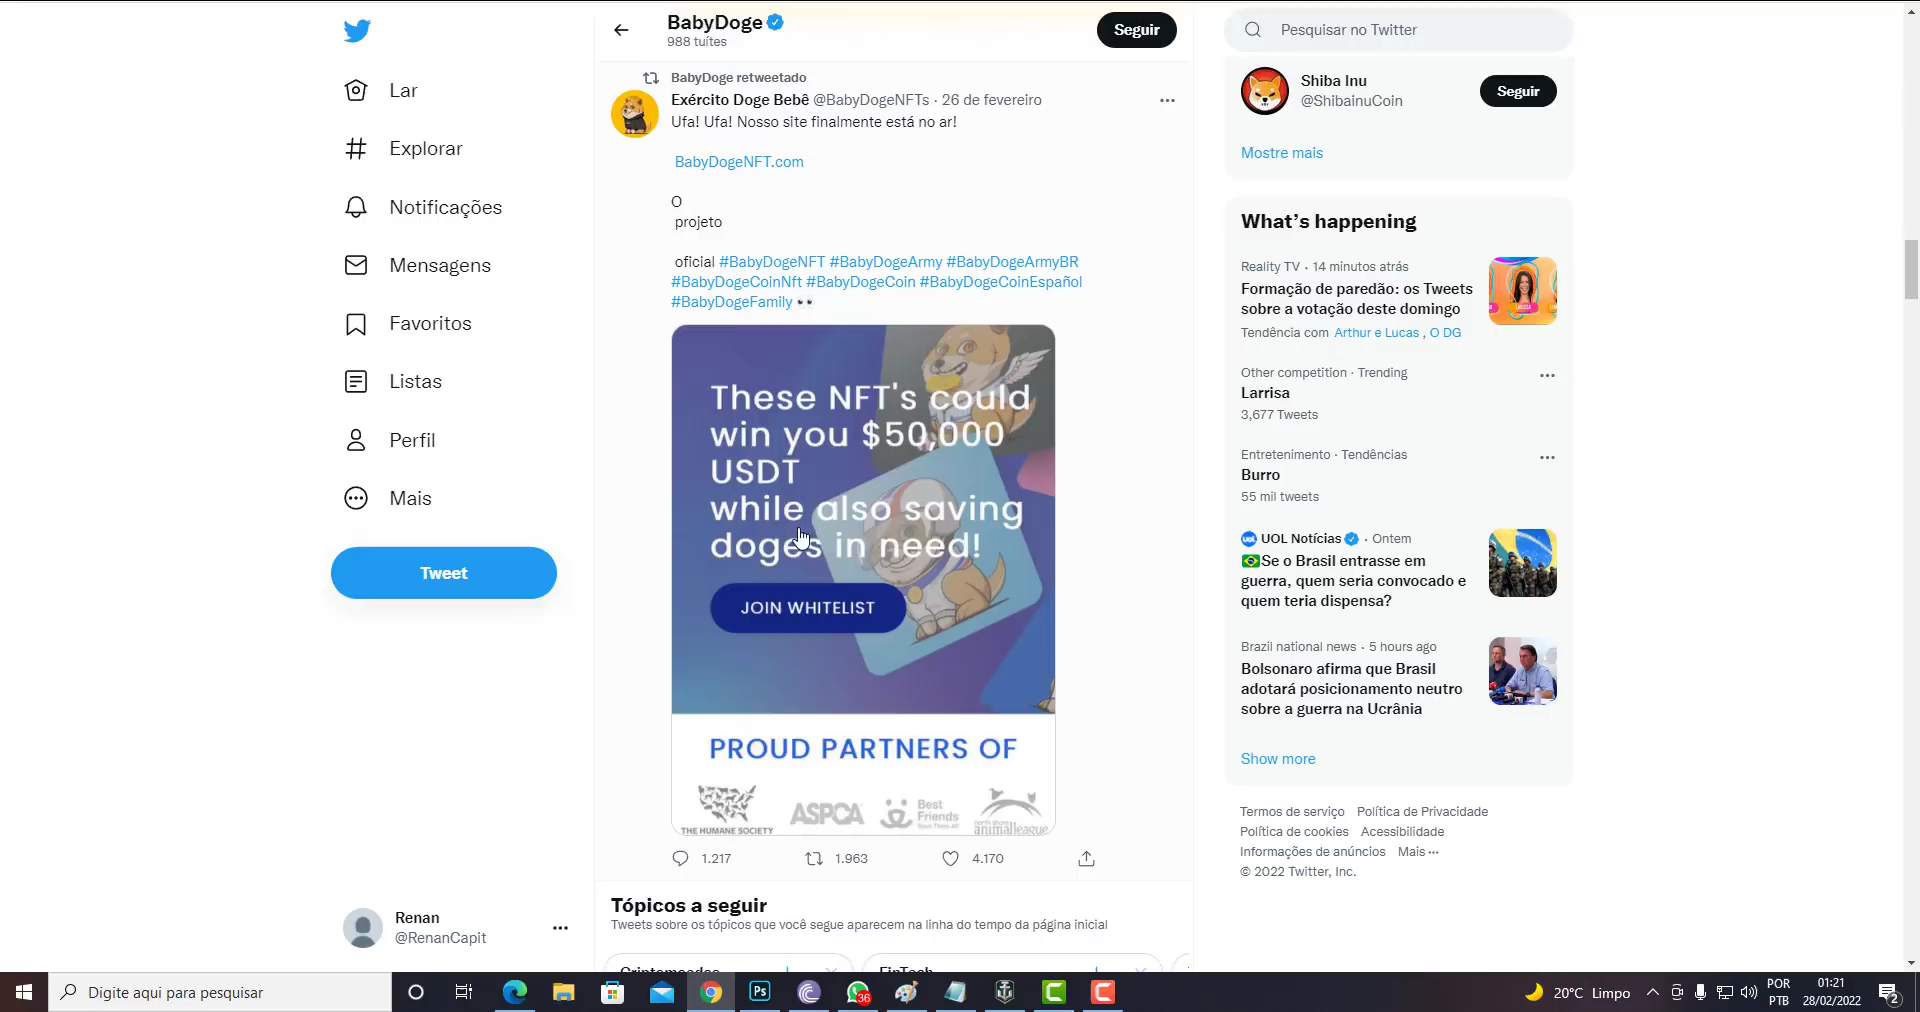 BabyDoge
988 tuítes
Seguir
Pesquisar no Twitter
Lar
Explorar
Notificações
Mensagens
Favoritos
Listas
Perfil
Mais
Tweet
Renan
@RenanCapit
BabyDoge retweetado
Exército Doge Bebê @BabyDogeNFTs · 26 de fevereiro
Ufa! Ufa! Nosso site finalmente está no ar!
BabyDogeNFT.com
O
projeto
oficial #BabyDogeNFT #BabyDogeArmy #BabyDogeArmyBR
#BabyDogeCoinNft #BabyDogeCoin #BabyDogeCoinEspañol
#BabyDogeFamily 👀
These NFT's could
win you $50,000
USDT
while also saving
doges in need!
JOIN WHITELIST
PROUD PARTNERS OF
THE HUMANE SOCIETY
ASPCA
Best
Friends
north shore
animal league
1.217
1.963
4.170
Tópicos a seguir
Tweets sobre os tópicos que você segue aparecem na linha do tempo da página inicial
Criptomoedas
FinTech
Shiba Inu
@ShibainuCoin
Seguir
Mostre mais
What's happening
Reality TV · 14 minutos atrás
Formação de paredão: os Tweets
sobre a votação deste domingo
Tendência com Arthur e Lucas , O DG
Other competition · Trending
Larrisa
3,677 Tweets
Entretenimento · Tendências
Burro
55 mil tweets
UOL Notícias · Ontem
🇧🇷Se o Brasil entrasse em
guerra, quem seria convocado e
quem teria dispensa?
Brazil national news · 5 hours ago
Bolsonaro afirma que Brasil
adotará posicionamento neutro
sobre a guerra na Ucrânia
Show more
Termos de serviço Política de Privacidade
Política de cookies Acessibilidade
Informações de anúncios Mais ···
© 2022 Twitter, Inc.
Digite aqui para pesquisar
Ps
36
20°C Limpo
POR
PTB
01:21
28/02/2022
2